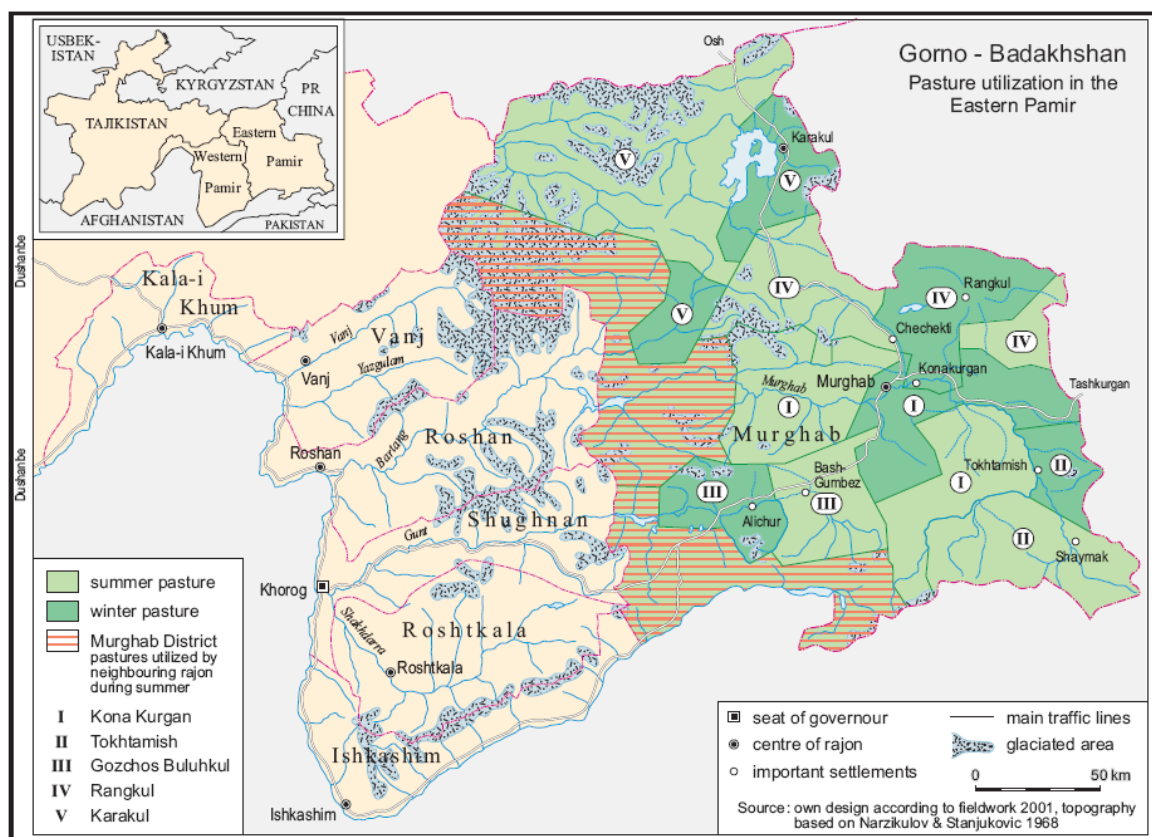 USBEK-
ISTAN
KYRGYZSTAN
PR
CHINA
TAJIKISTAN
Eastern
Western
Pamir
Pamir
AFGHANISTAN
PAKISTAN
Gorno - Badakhshan
Pasture utilization in the
Eastern Pamir
Osh
Karakul
V
V
Dushanbe
Kala-i
Khum
Kala-i Khum
Vanj
Vanj
Vanj
Yazgulam
V
IV
IV
Rangkul
Chechekti
IV
Konakurgan
Murghab
Murghab
Tashkurgan
I
I
Murghab
Roshan
Bartang
Roshan
Dushanbe
Bash-
Gumbez
Tokhtamish
II
I
III
III
Alichur
Shughnan
Gunt
II
Shaymak
Khorog
Shakhdarra
Roshtkala
Roshtkala
Ishkashim
Ishkashim
summer pasture
winter pasture
Murghab District
pastures utilized by
neighbouring rajon
during summer
I Kona Kurgan
II Tokhtamish
III Gozchos Buluhkul
IV Rangkul
V Karakul
seat of governour
main traffic lines
centre of rajon
glaciated area
important settlements
0 50 km
Source: own design according to fieldwork 2001, topography
based on Narzikulov & Stanjukovic 1968